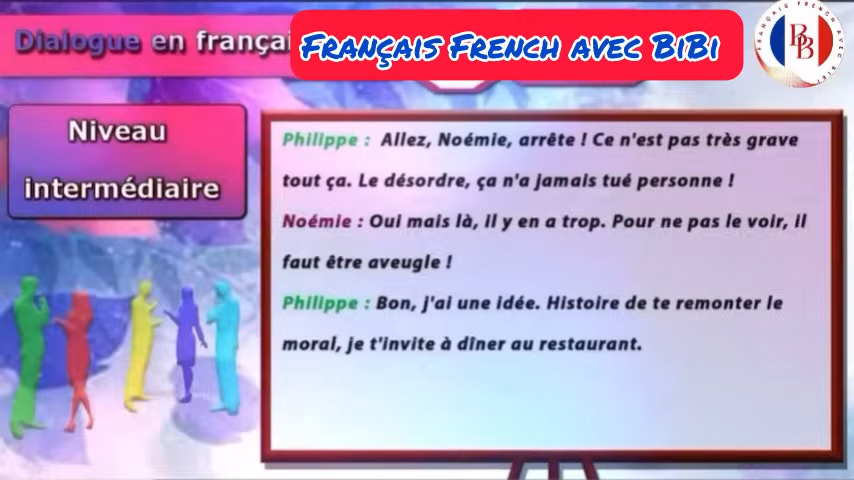 Dialogue en françai
Français French avec BiBi
Niveau
intermédiaire
Philippe : Allez, Noémie, arrête ! Ce n'est pas très grave
tout ça. Le désordre, ça n'a jamais tué personne !
Noémie : Oui mais là, il y en a trop. Pour ne pas le voir, il
faut être aveugle !
Philippe : Bon, j'ai une idée. Histoire de te remonter le
moral, je t'invite à dîner au restaurant.